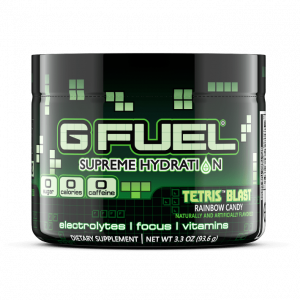 G FUEL®
SUPREME HYDRATION
0 sugar 0 calories 0 caffeine
TETRIS® BLAST
RAINBOW CANDY
NATURALLY AND ARTIFICIALLY FLAVORED
electrolytes | focus | vitamins
DIETARY SUPPLEMENT | NET WT 3.3 OZ (93.6 g)